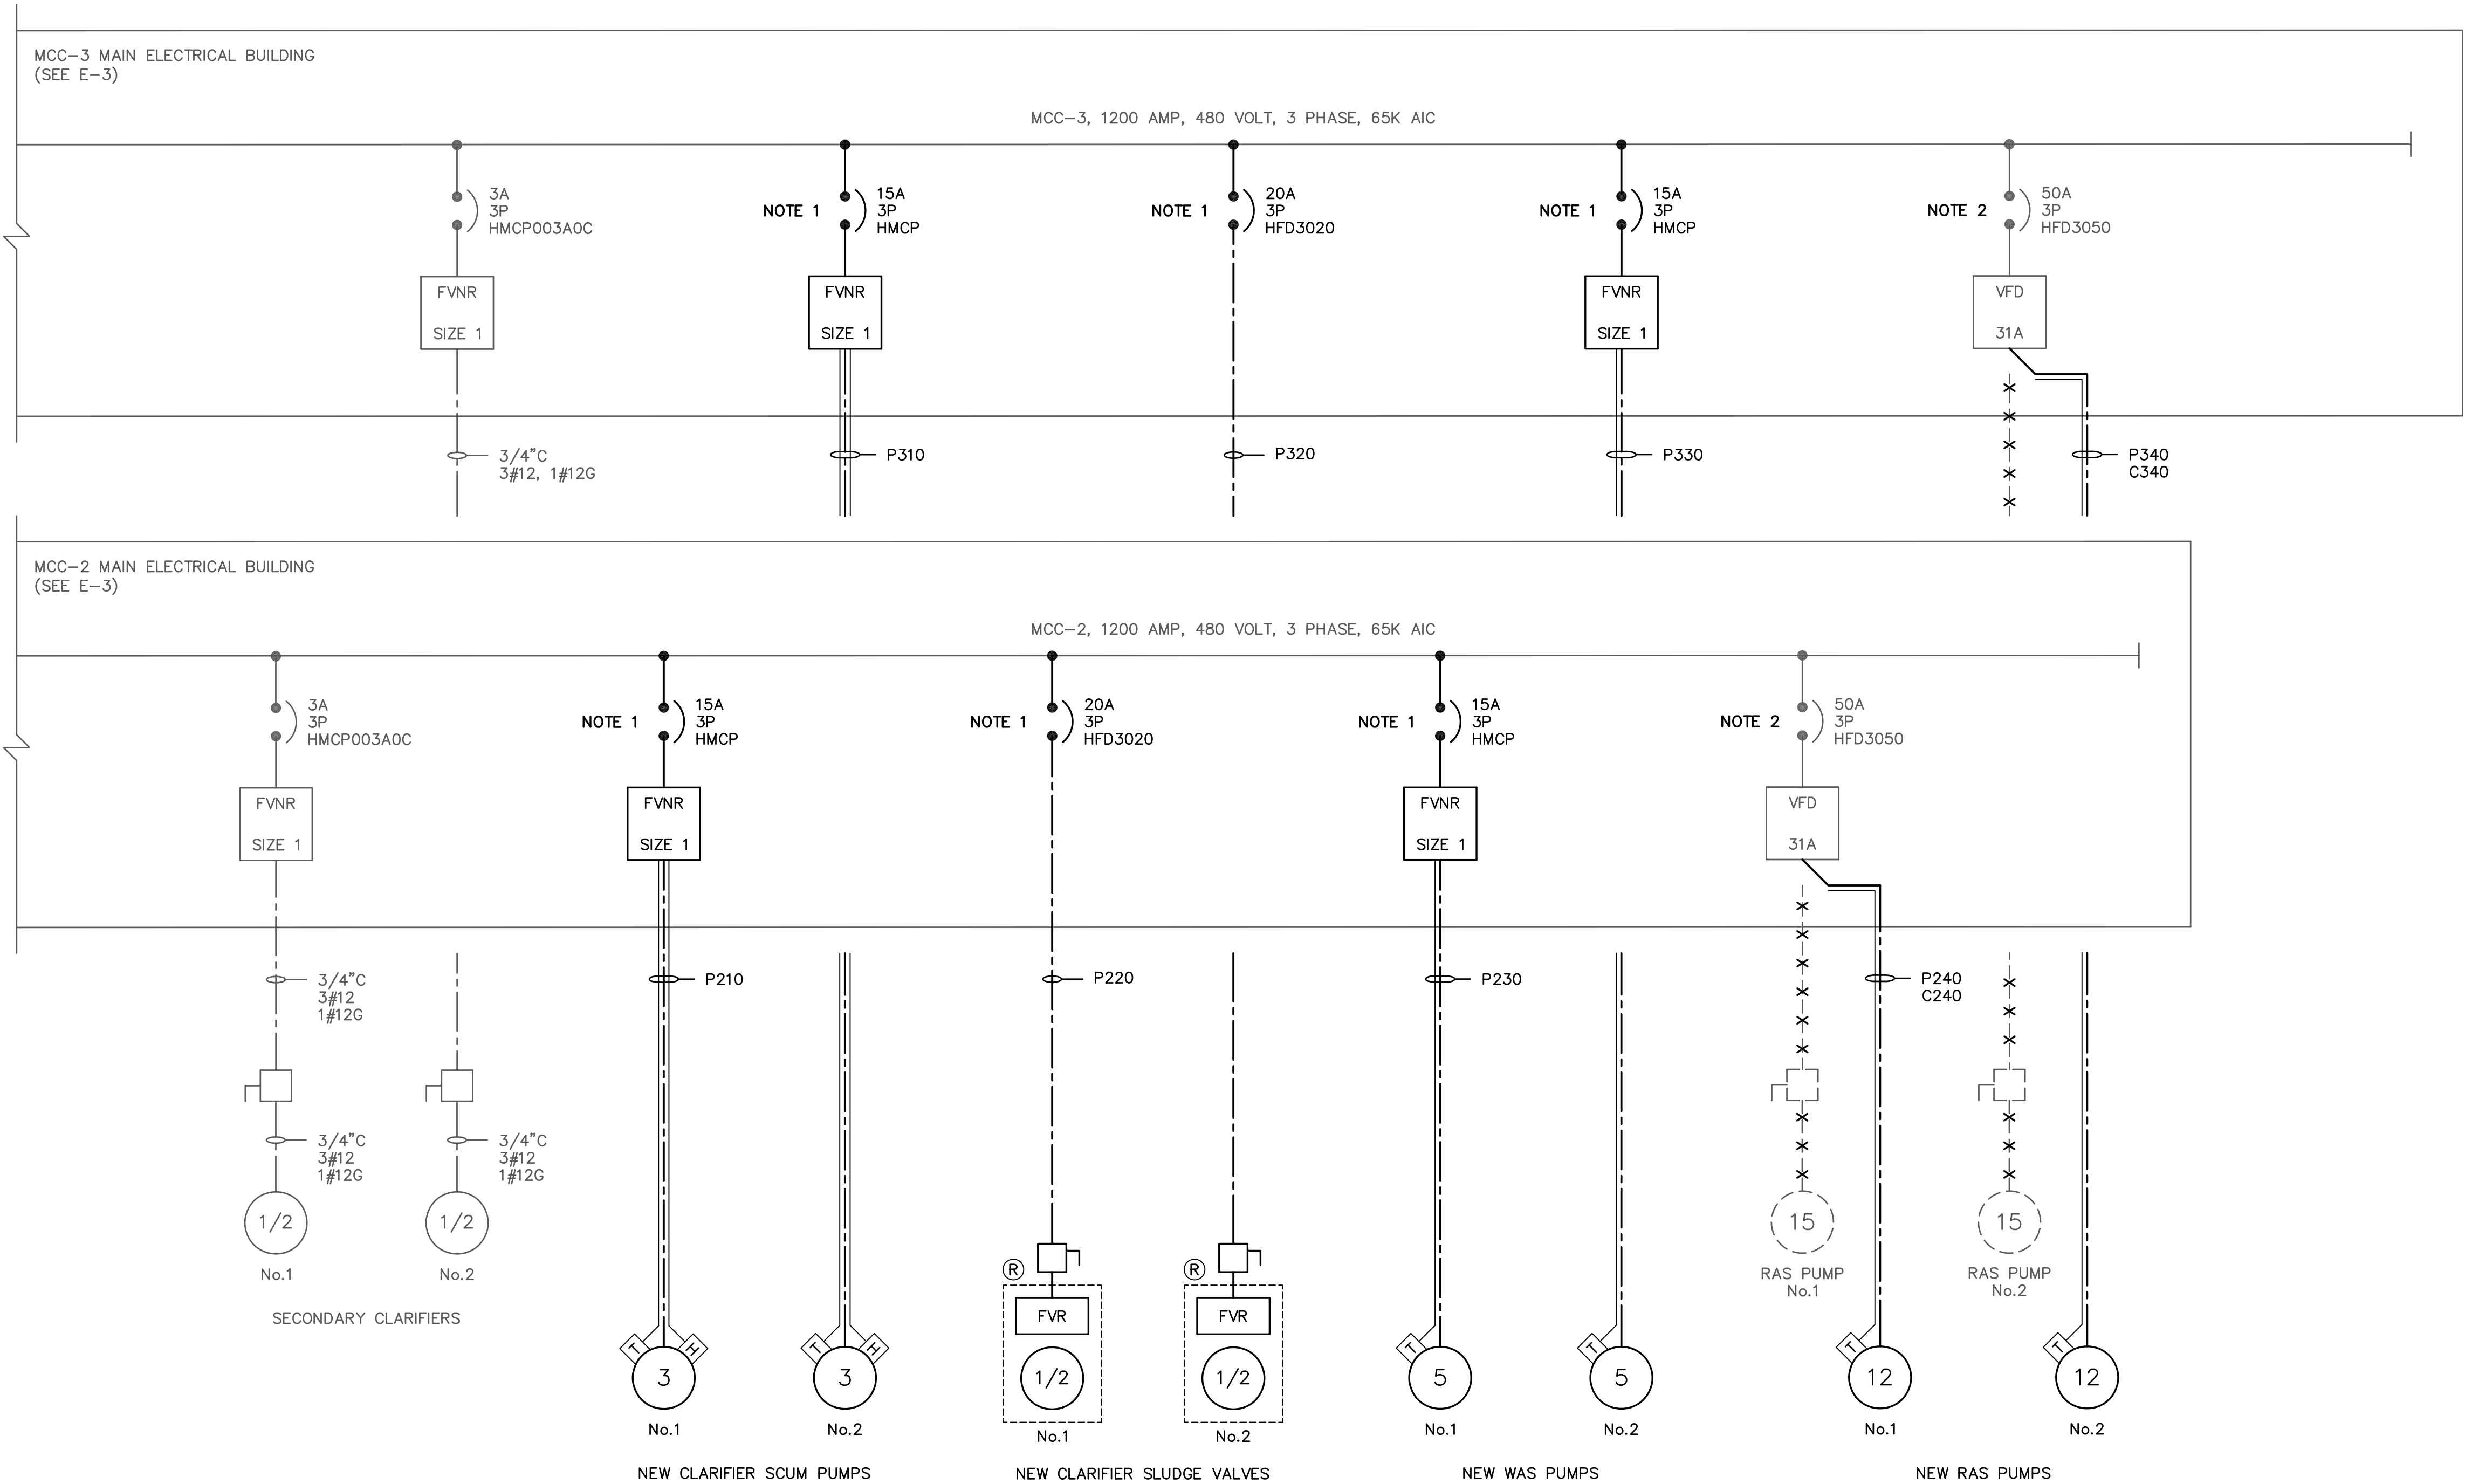 MCC-3 MAIN ELECTRICAL BUILDING
(SEE E-3)
MCC-3, 1200 AMP, 480 VOLT, 3 PHASE, 65K AIC
3A
3P
HMCP003A0C
NOTE 1
15A
3P
HMCP
NOTE 1
20A
3P
HFD3020
NOTE 1
15A
3P
HMCP
NOTE 2
50A
3P
HFD3050
FVNR
SIZE 1
FVNR
SIZE 1
FVNR
SIZE 1
VFD
31A
3/4"C
3#12, 1#12G
P310
P320
P330
P340
C340
MCC-2 MAIN ELECTRICAL BUILDING
(SEE E-3)
MCC-2, 1200 AMP, 480 VOLT, 3 PHASE, 65K AIC
3A
3P
HMCP003A0C
NOTE 1
15A
3P
HMCP
NOTE 1
20A
3P
HFD3020
NOTE 1
15A
3P
HMCP
NOTE 2
50A
3P
HFD3050
FVNR
SIZE 1
FVNR
SIZE 1
FVNR
SIZE 1
VFD
31A
3/4"C
3#12
1#12G
P210
P220
P230
P240
C240
3/4"C
3#12
1#12G
3/4"C
3#12
1#12G
1/2
No.1
1/2
No.2
SECONDARY CLARIFIERS
15
RAS PUMP
No.1
15
RAS PUMP
No.2
T
H
3
No.1
T
H
3
No.2
NEW CLARIFIER SCUM PUMPS
R
FVR
1/2
No.1
R
FVR
1/2
No.2
NEW CLARIFIER SLUDGE VALVES
T
5
No.1
T
5
No.2
NEW WAS PUMPS
T
12
No.1
T
12
No.2
NEW RAS PUMPS